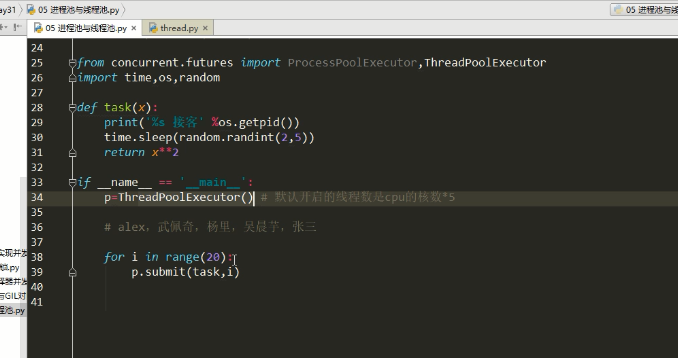 ay31 05 进程池与线程池.py 05 进程池与线程池
05 进程池与线程池.py × thread.py ×
24
25 from concurrent.futures import ProcessPoolExecutor,ThreadPoolExecutor
26 import time,os,random
27
28 def task(x):
29 print('%s 接客' %os.getpid())
30 time.sleep(random.randint(2,5))
31 return x**2
32
33 if __name__ == '__main__':
34 p=ThreadPoolExecutor() # 默认开启的线程数是cpu的核数*5
35
36 # alex，武佩奇，杨里，吴晨芋，张三
37
38 for i in range(20):
39 p.submit(task,i)
40
41
实现并发
.py
器并发
与GIL对
程池.py